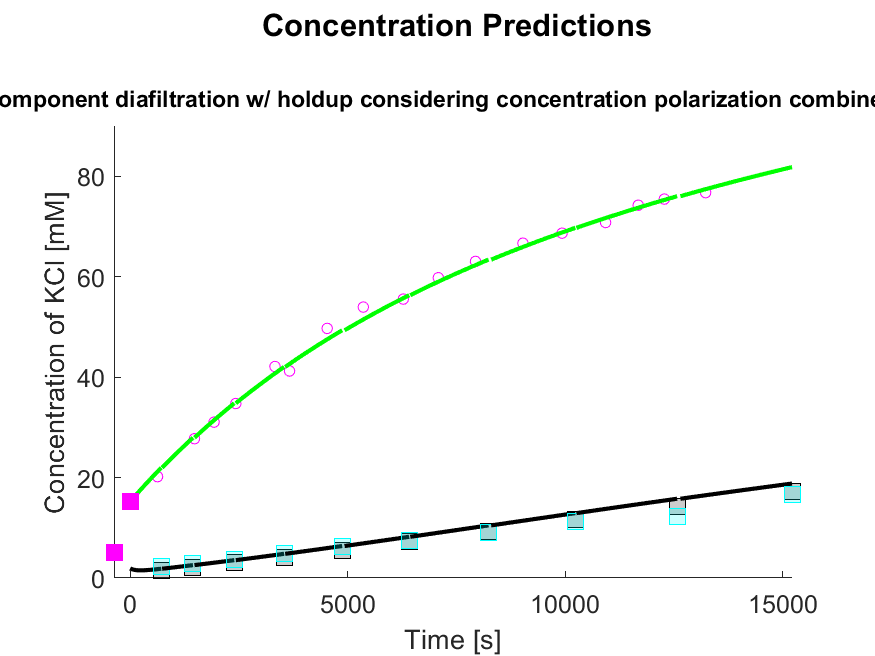 Concentration Predictions
omponent diafiltration w/ holdup considering concentration polarization combine
Concentration of KCl [mM]
80
60
40
20
0
0 5000 10000 15000
Time [s]